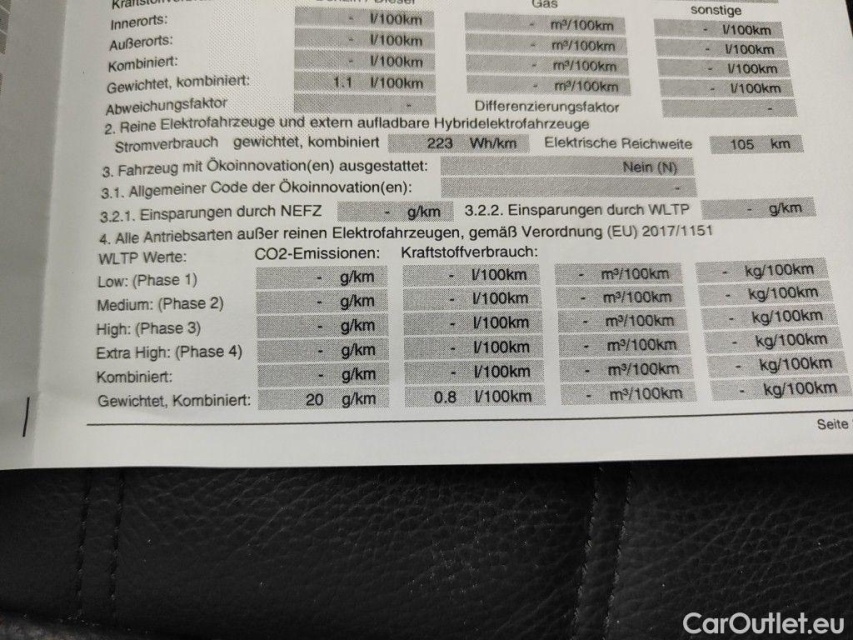 Gas
sonstige
Innerorts: - l/100km - m³/100km - l/100km
Außerorts: - l/100km - m³/100km - l/100km
Kombiniert: - l/100km - m³/100km - l/100km
Gewichtet, kombiniert: 1.1 l/100km - m³/100km - l/100km
Abweichungsfaktor - Differenzierungsfaktor -
2. Reine Elektrofahrzeuge und extern aufladbare Hybridelektrofahrzeuge
Stromverbrauch gewichtet, kombiniert 223 Wh/km Elektrische Reichweite 105 km
3. Fahrzeug mit Ökoinnovation(en) ausgestattet: Nein (N)
3.1. Allgemeiner Code der Ökoinnovation(en): -
3.2.1. Einsparungen durch NEFZ - g/km 3.2.2. Einsparungen durch WLTP - g/km
4. Alle Antriebsarten außer reinen Elektrofahrzeugen, gemäß Verordnung (EU) 2017/1151
WLTP Werte: CO2-Emissionen: Kraftstoffverbrauch:
Low: (Phase 1) - g/km - l/100km - m³/100km - kg/100km
Medium: (Phase 2) - g/km - l/100km - m³/100km - kg/100km
High: (Phase 3) - g/km - l/100km - m³/100km - kg/100km
Extra High: (Phase 4) - g/km - l/100km - m³/100km - kg/100km
Kombiniert: - g/km - l/100km - m³/100km - kg/100km
Gewichtet, Kombiniert: 20 g/km 0.8 l/100km - m³/100km - kg/100km
Seite
CarOutlet.eu